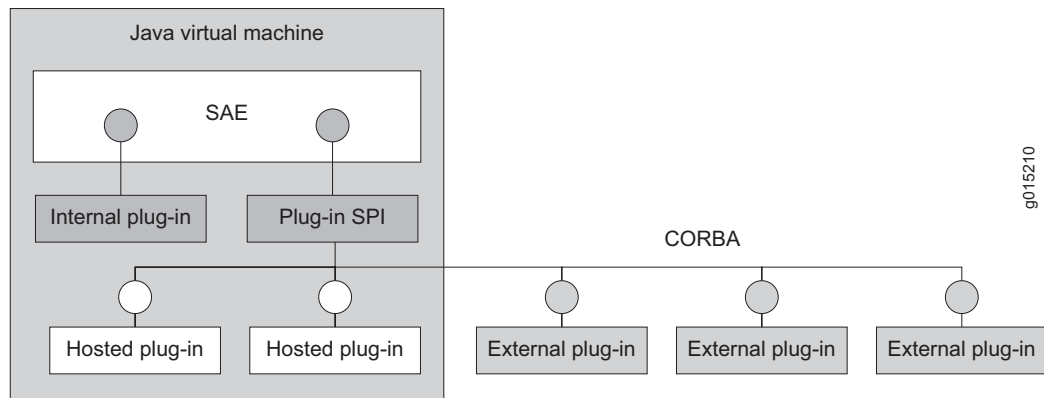 Java virtual machine
SAE
Internal plug-in
Plug-in SPI
CORBA
Hosted plug-in
Hosted plug-in
External plug-in
External plug-in
External plug-in
g015210